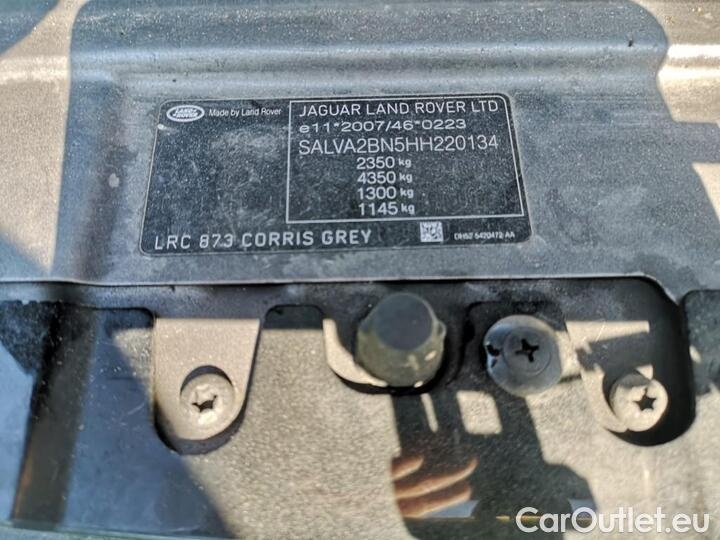 LAND ROVER
Made by Land Rover
JAGUAR LAND ROVER LTD
e11*2007/46*0223
SALVA2BN5HH220134
2350 kg
4350 kg
1300 kg
1145 kg
LRC 873 CORRIS GREY
CarOutlet.eu